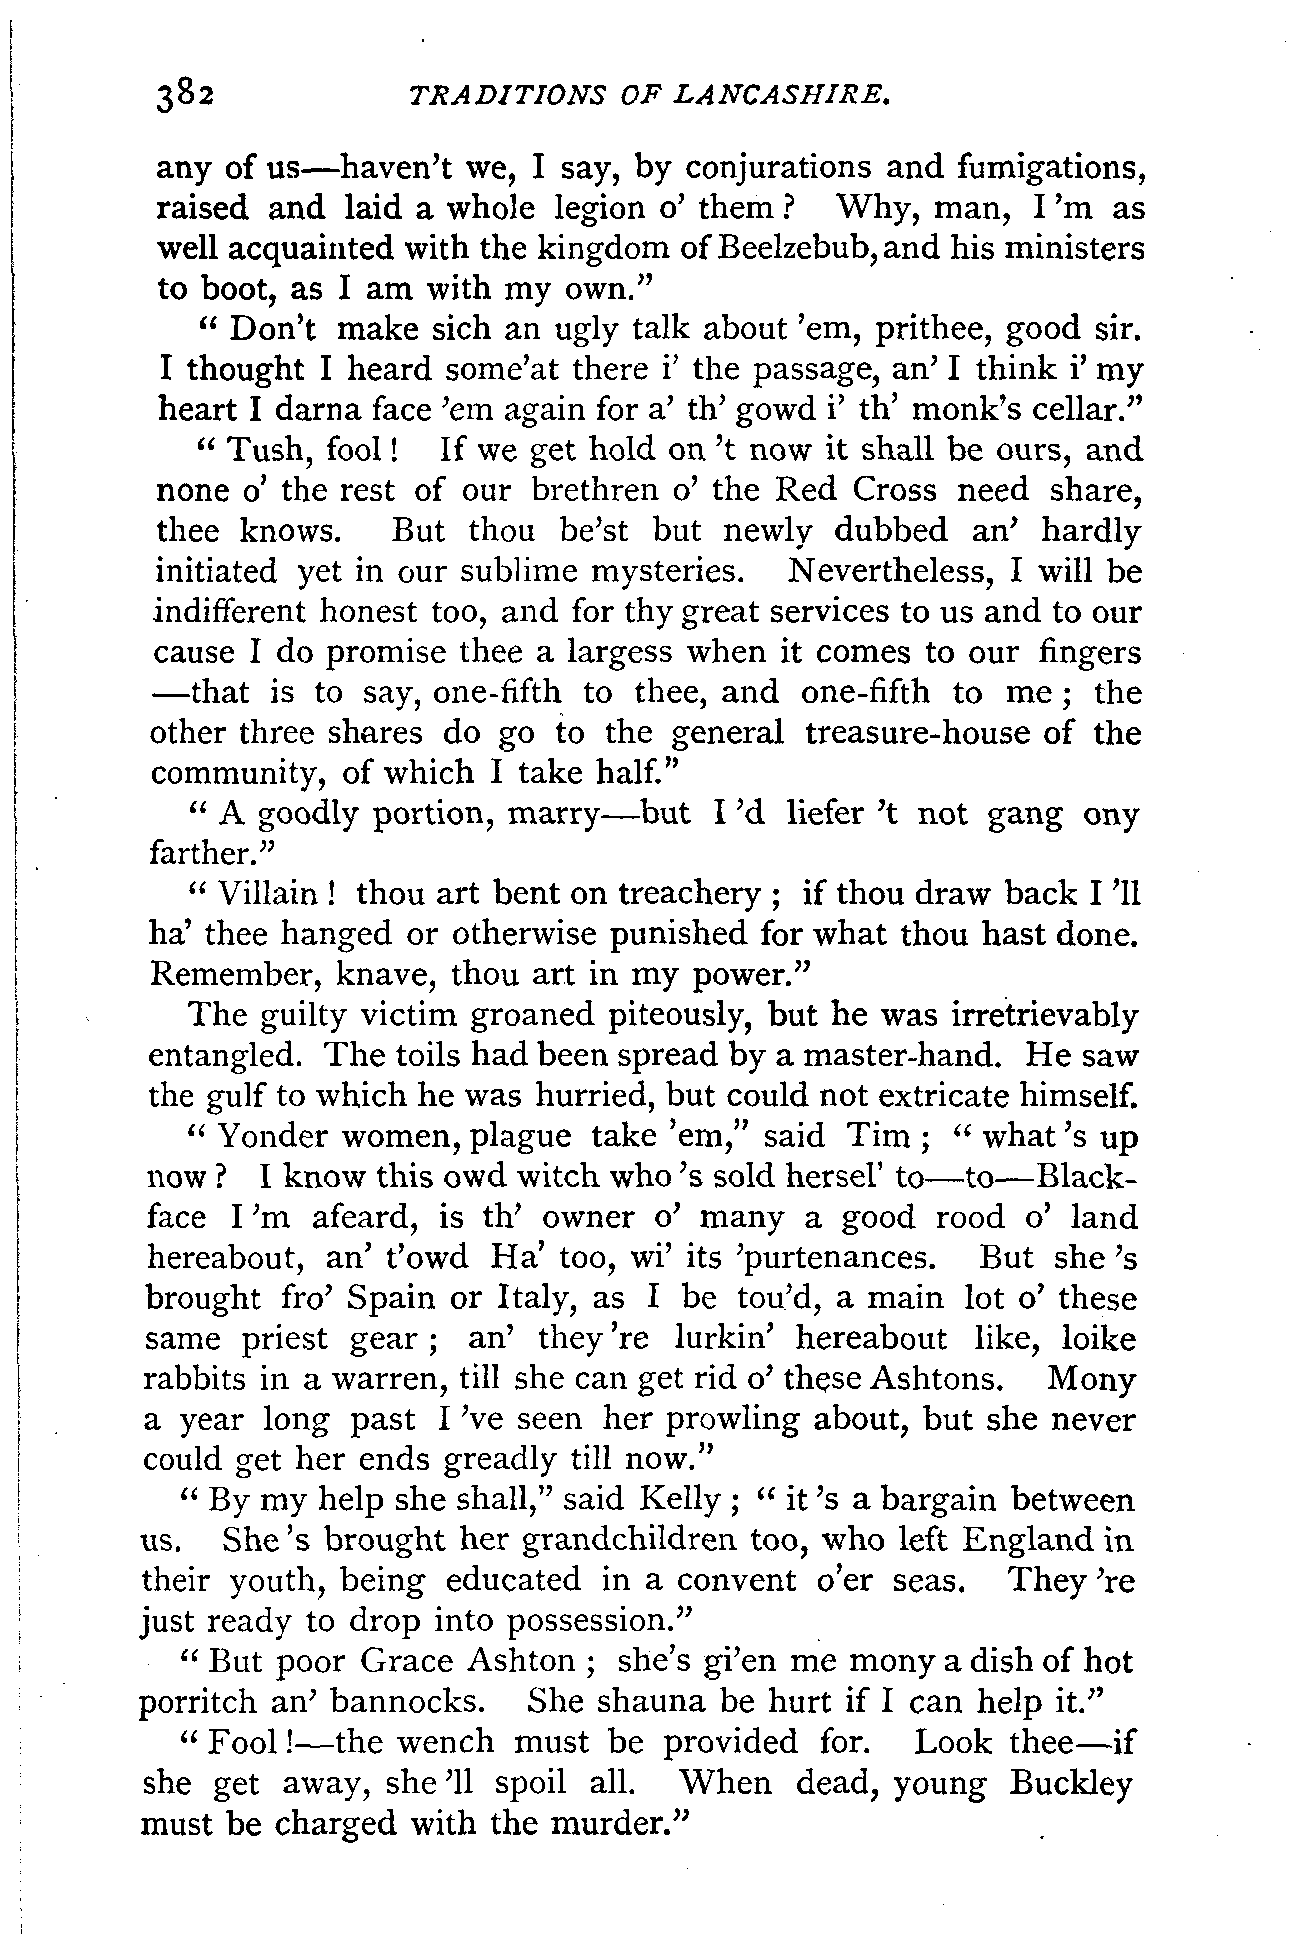 382 TRADITIONS OF LANCASHIRE.
any of us—haven't we, I say, by conjurations and fumigations,
raised and laid a whole legion o' them? Why, man, I'm as
well acquainted with the kingdom of Beelzebub, and his ministers
to boot, as I am with my own."
"Don't make sich an ugly talk about 'em, prithee, good sir.
I thought I heard some'at there i' the passage, an' I think i' my
heart I darna face 'em again for a' th' gowd i' th' monk's cellar."
"Tush, fool! If we get hold on 't now it shall be ours, and
none o' the rest of our brethren o' the Red Cross need share,
thee knows. But thou be'st but newly dubbed an' hardly
initiated yet in our sublime mysteries. Nevertheless, I will be
indifferent honest too, and for thy great services to us and to our
cause I do promise thee a largess when it comes to our fingers
—that is to say, one-fifth to thee, and one-fifth to me; the
other three shares do go to the general treasure-house of the
community, of which I take half."
"A goodly portion, marry—but I'd liefer 't not gang ony
farther."
"Villain! thou art bent on treachery; if thou draw back I'll
ha' thee hanged or otherwise punished for what thou hast done.
Remember, knave, thou art in my power."
The guilty victim groaned piteously, but he was irretrievably
entangled. The toils had been spread by a master-hand. He saw
the gulf to which he was hurried, but could not extricate himself.
"Yonder women, plague take 'em," said Tim; "what's up
now? I know this owd witch who's sold hersel' to—to—Black-
face I'm afeard, is th' owner o' many a good rood o' land
hereabout, an' t'owd Ha' too, wi' its 'purtenances. But she's
brought fro' Spain or Italy, as I be tou'd, a main lot o' these
same priest gear; an' they're lurkin' hereabout like, loike
rabbits in a warren, till she can get rid o' these Ashtons. Mony
a year long past I've seen her prowling about, but she never
could get her ends greadly till now."
"By my help she shall," said Kelly; "it's a bargain between
us. She's brought her grandchildren too, who left England in
their youth, being educated in a convent o'er seas. They're
just ready to drop into possession."
"But poor Grace Ashton; she's gi'en me mony a dish of hot
porritch an' bannocks. She shauna be hurt if I can help it."
"Fool!—the wench must be provided for. Look thee—if
she get away, she'll spoil all. When dead, young Buckley
must be charged with the murder."